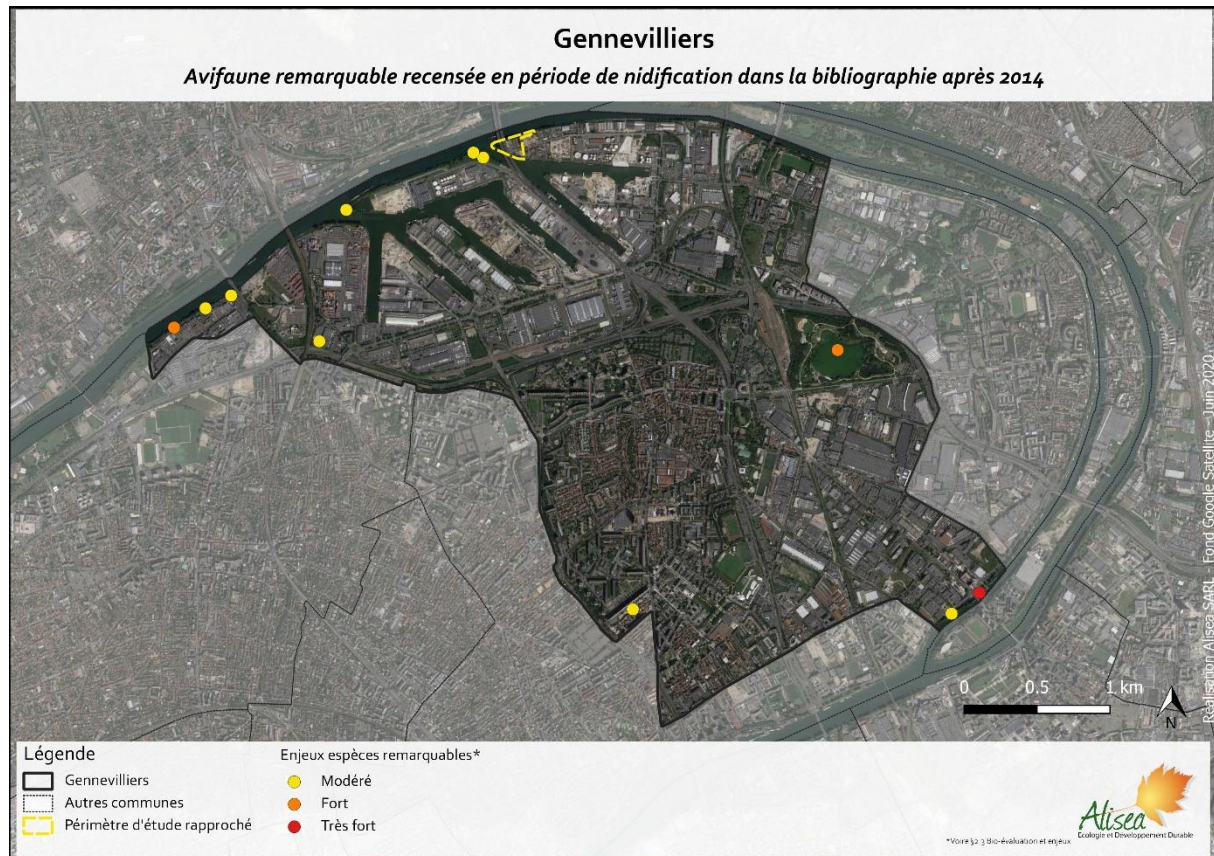 Gennevilliers
Avifaune remarquable recensée en période de nidification dans la bibliographie après 2014
Réalisation Alisea SARL - Fond Google Satellite - Juin 2020
0 0.5 1 km
N
Légende
Gennevilliers
Autres communes
Périmètre d'étude rapproché
Enjeux espèces remarquables*
Modéré
Fort
Très fort
Alisea
Ecologie et Développement Durable
*Voire §2.3 Bio-évaluation et enjeux